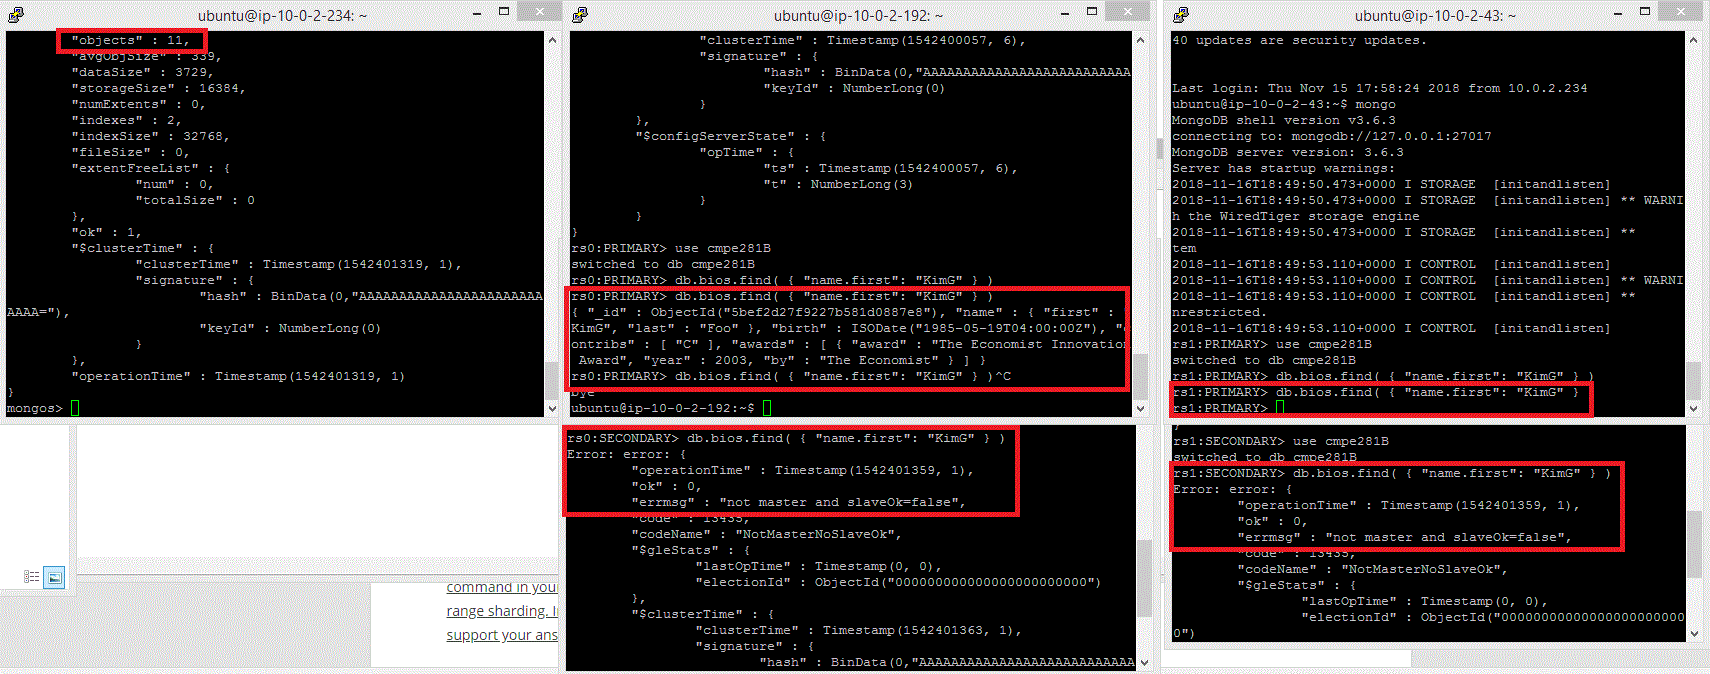 ubuntu@ip-10-0-2-234: ~
"objects" : 11,
"avgObjSize" : 339,
"dataSize" : 3729,
"storageSize" : 16384,
"numExtents" : 0,
"indexes" : 2,
"indexSize" : 32768,
"fileSize" : 0,
"extentFreeList" : {
"num" : 0,
"totalSize" : 0
},
"ok" : 1,
"$clusterTime" : {
"clusterTime" : Timestamp(1542401319, 1),
"signature" : {
"hash" : BinData(0,"AAAAAAAAAAAAAAAAAAAAAAA
AAAA="),
"keyId" : NumberLong(0)
}
},
"operationTime" : Timestamp(1542401319, 1)
}
mongos>
command in your
range sharding. I
support your ans
ubuntu@ip-10-0-2-192: ~
"clusterTime" : Timestamp(1542400057, 6),
"signature" : {
"hash" : BinData(0,"AAAAAAAAAAAAAAAAAAAAAAAAAA
"keyId" : NumberLong(0)
}
},
"$configServerState" : {
"opTime" : {
"ts" : Timestamp(1542400057, 6),
"t" : NumberLong(3)
}
}
}
rs0:PRIMARY> use cmpe281B
switched to db cmpe281B
rs0:PRIMARY> db.bios.find( { "name.first": "KimG" } )
rs0:PRIMARY> db.bios.find( { "name.first": "KimG" } )
{ "_id" : ObjectId("5bef2d27f9227b581d0887e8"), "name" : { "first" :
KimG", "last" : "Foo" }, "birth" : ISODate("1985-05-19T04:00:00Z"), "
ontribs" : [ "C" ], "awards" : [ { "award" : "The Economist Innovation
Award", "year" : 2003, "by" : "The Economist" } ] }
rs0:PRIMARY> db.bios.find( { "name.first": "KimG" } )^C
bye
ubuntu@ip-10-0-2-192:~$
rs0:SECONDARY> db.bios.find( { "name.first": "KimG" } )
Error: error: {
"operationTime" : Timestamp(1542401359, 1),
"ok" : 0,
"errmsg" : "not master and slaveOk=false",
"code" : 13435,
"codeName" : "NotMasterNoSlaveOk",
"$gleStats" : {
"lastOpTime" : Timestamp(0, 0),
"electionId" : ObjectId("000000000000000000000000")
},
"$clusterTime" : {
"clusterTime" : Timestamp(1542401363, 1),
"signature" : {
"hash" : BinData(0,"AAAAAAAAAAAAAAAAAAAAAAAAAAA
ubuntu@ip-10-0-2-43: ~
40 updates are security updates.
Last login: Thu Nov 15 17:58:24 2018 from 10.0.2.234
ubuntu@ip-10-0-2-43:~$ mongo
MongoDB shell version v3.6.3
connecting to: mongodb://127.0.0.1:27017
MongoDB server version: 3.6.3
Server has startup warnings:
2018-11-16T18:49:50.473+0000 I STORAGE  [initandlisten]
2018-11-16T18:49:50.473+0000 I STORAGE  [initandlisten] ** WARNI
h the WiredTiger storage engine
2018-11-16T18:49:50.473+0000 I STORAGE  [initandlisten] **
tem
2018-11-16T18:49:53.110+0000 I CONTROL  [initandlisten]
2018-11-16T18:49:53.110+0000 I CONTROL  [initandlisten] ** WARNI
2018-11-16T18:49:53.110+0000 I CONTROL  [initandlisten] **
nrestricted.
2018-11-16T18:49:53.110+0000 I CONTROL  [initandlisten]
rs1:PRIMARY> use cmpe281B
switched to db cmpe281B
rs1:PRIMARY> db.bios.find( { "name.first": "KimG" } )
rs1:PRIMARY> db.bios.find( { "name.first": "KimG" }
rs1:PRIMARY>
}
rs1:SECONDARY> use cmpe281B
switched to db cmpe281B
rs1:SECONDARY> db.bios.find( { "name.first": "KimG" } )
Error: error: {
"operationTime" : Timestamp(1542401359, 1),
"ok" : 0,
"errmsg" : "not master and slaveOk=false",
"code" : 13435,
"codeName" : "NotMasterNoSlaveOk",
"$gleStats" : {
"lastOpTime" : Timestamp(0, 0),
"electionId" : ObjectId("00000000000000000000000
0")